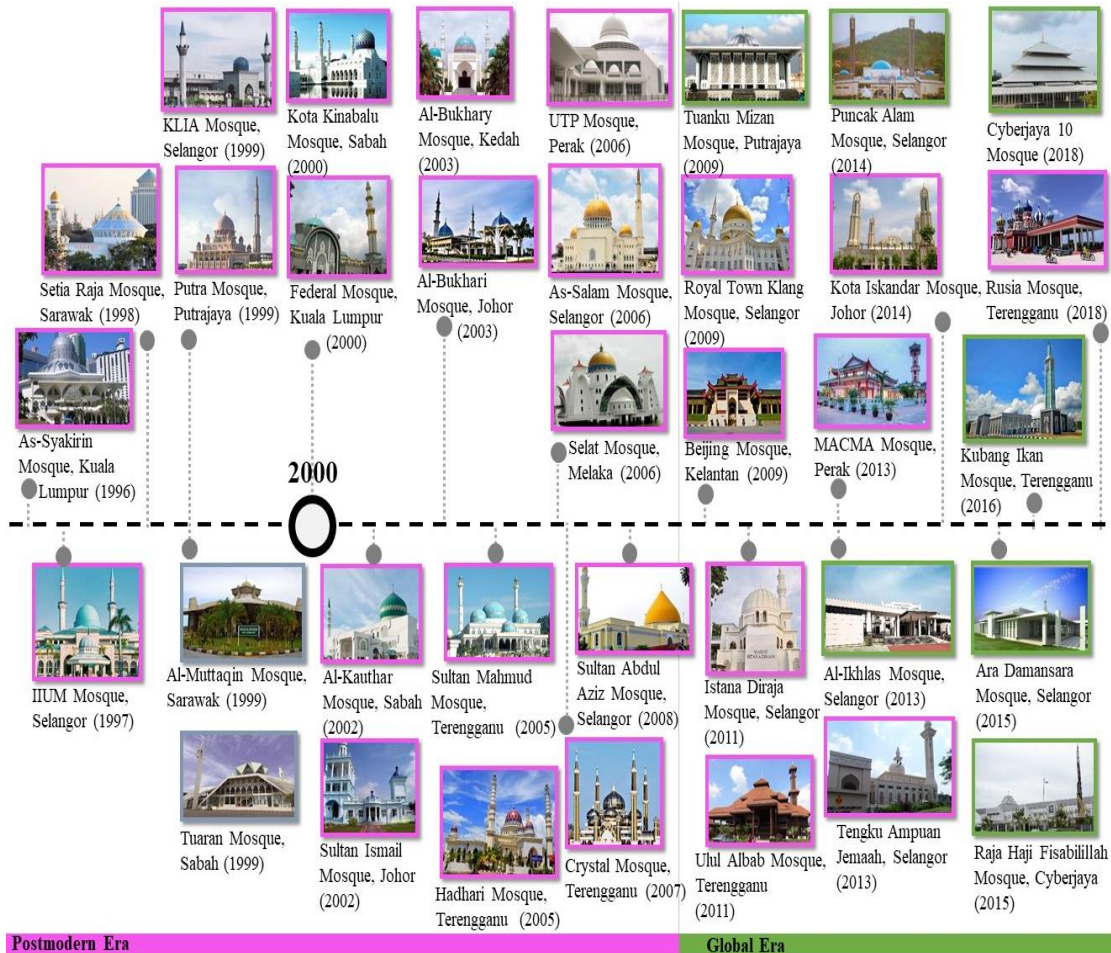 KLIA Mosque,
Selangor (1999)
Kota Kinabalu
Mosque, Sabah
(2000)
Al-Bukhary
Mosque, Kedah
(2003)
UTP Mosque,
Perak (2006)
Tuanku Mizan
Mosque, Putrajaya
(2009)
Puncak Alam
Mosque, Selangor
(2014)
Cyberjaya 10
Mosque (2018)
Setia Raja Mosque,
Sarawak (1998)
Putra Mosque,
Putrajaya (1999)
Federal Mosque,
Kuala Lumpur
(2000)
Al-Bukhari
Mosque, Johor
(2003)
As-Salam Mosque,
Selangor (2006)
Royal Town Klang
Mosque, Selangor
(2009)
Kota Iskandar Mosque,
Johor (2014)
Rusia Mosque,
Terengganu (2018)
As-Syakirin
Mosque, Kuala
Lumpur (1996)
Selat Mosque,
Melaka (2006)
Beijing Mosque,
Kelantan (2009)
MACMA Mosque,
Perak (2013)
Kubang Ikan
Mosque, Terengganu
(2016)
2000
IIUM Mosque,
Selangor (1997)
Al-Muttaqin Mosque,
Sarawak (1999)
Al-Kauthar
Mosque, Sabah
(2002)
Sultan Mahmud
Mosque,
Terengganu (2005)
Sultan Abdul
Aziz Mosque,
Selangor (2008)
Istana Diraja
Mosque, Selangor
(2011)
Al-Ikhlas Mosque,
Selangor (2013)
Ara Damansara
Mosque, Selangor
(2015)
Tuaran Mosque,
Sabah (1999)
Sultan Ismail
Mosque, Johor
(2002)
Hadhari Mosque,
Terengganu (2005)
Crystal Mosque,
Terengganu (2007)
Ulul Albab Mosque,
Terengganu
(2011)
Tengku Ampuan
Jemaah, Selangor
(2013)
Raja Haji Fisabilillah
Mosque, Cyberjaya
(2015)
Postmodern Era
Global Era